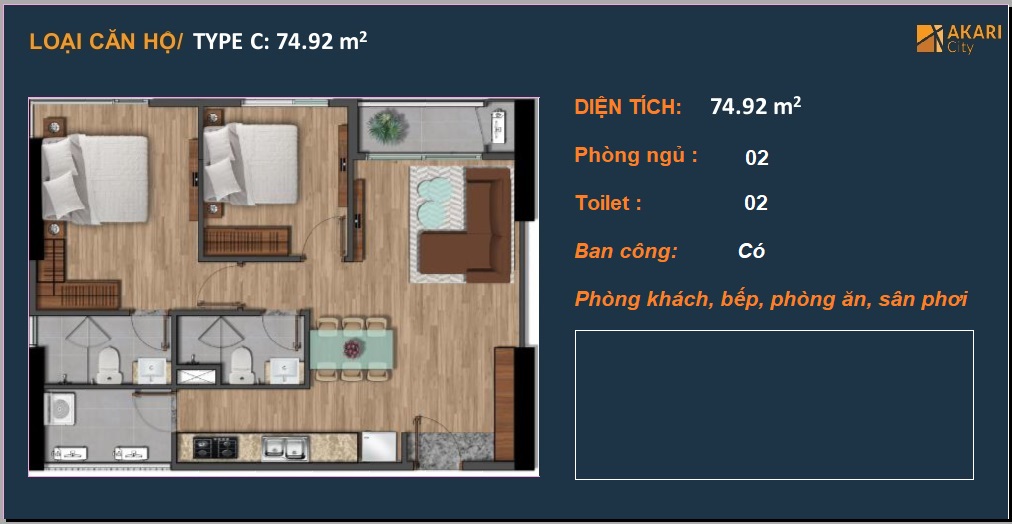 LOẠI CĂN HỘ/ TYPE C: 74.92 m²
AKARI
City
DIỆN TÍCH: 74.92 m²
Phòng ngủ : 02
Toilet : 02
Ban công: Có
Phòng khách, bếp, phòng ăn, sân phơi